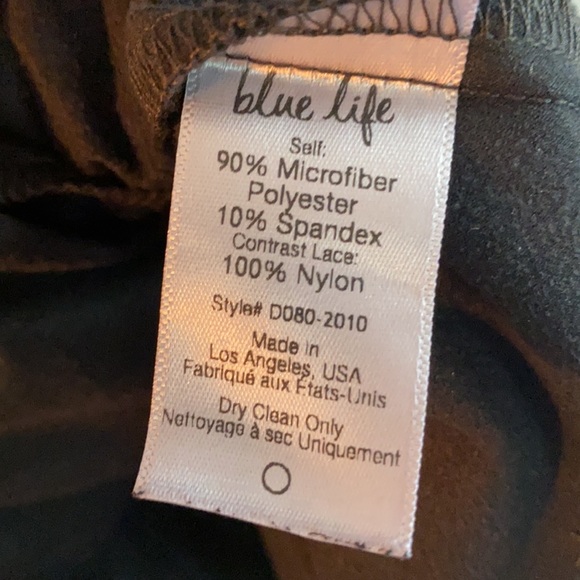 blue life
Self:
90% Microfiber
Polyester
10% Spandex
Contrast Lace:
100% Nylon
Style# D080-2010
Made in
Los Angeles, USA
Fabriqué aux États-Unis
Dry Clean Only
Nettoyage à sec Uniquement